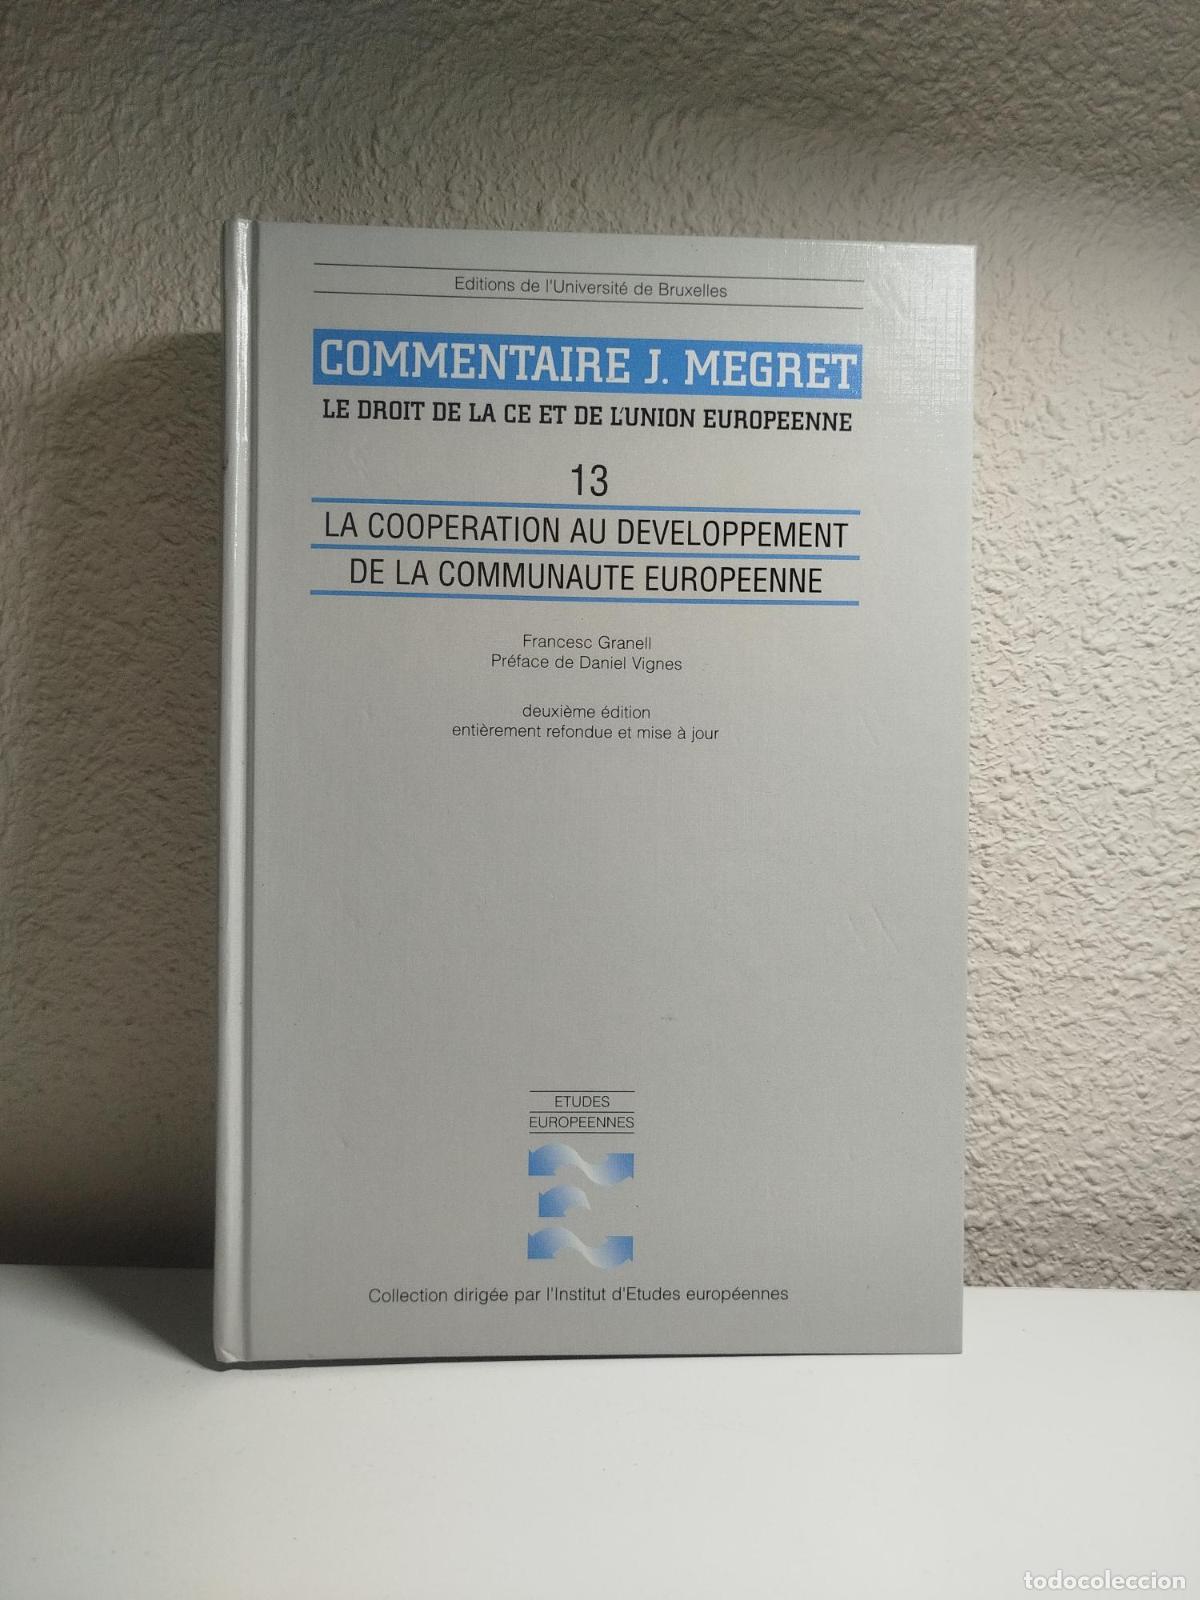 Editions de l'Université de Bruxelles
COMMENTAIRE J. MEGRET
LE DROIT DE LA CE ET DE L'UNION EUROPEENNE
13
LA COOPERATION AU DEVELOPPEMENT
DE LA COMMUNAUTE EUROPEENNE
Francesc Granell
Préface de Daniel Vignes
deuxième édition
entièrement refondue et mise à jour
ETUDES
EUROPEENNES
Collection dirigée par l'Institut d'Etudes européennes
todocoleccion